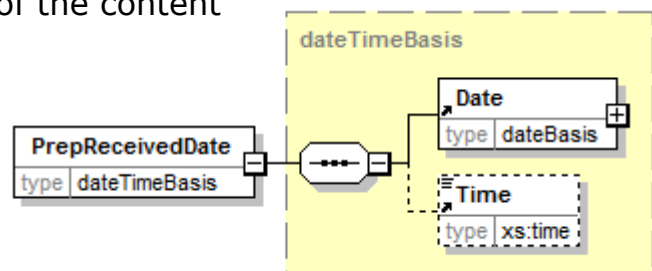 of the content
dateTimeBasis
Date
type dateBasis
PrepReceivedDate
type dateTimeBasis
Time
type xs:time